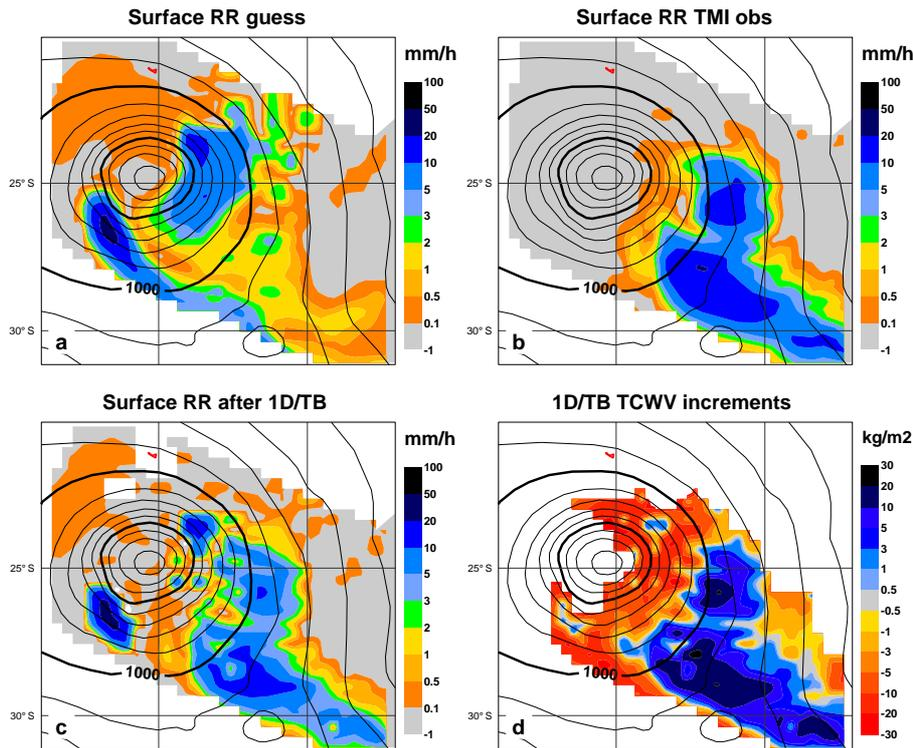 Surface RR guess
mm/h
100
50
20
10
5
3
2
1
0.5
0.1
-1
25° S
30° S
1000
a
Surface RR TMI obs
mm/h
100
50
20
10
5
3
2
1
0.5
0.1
-1
25° S
30° S
1000
b
Surface RR after 1D/TB
mm/h
100
50
20
10
5
3
2
1
0.5
0.1
-1
25° S
30° S
1000
c
1D/TB TCWV increments
kg/m2
30
20
10
5
3
1
0.5
-0.5
-1
-3
-5
-10
-20
-30
25° S
30° S
1000
d